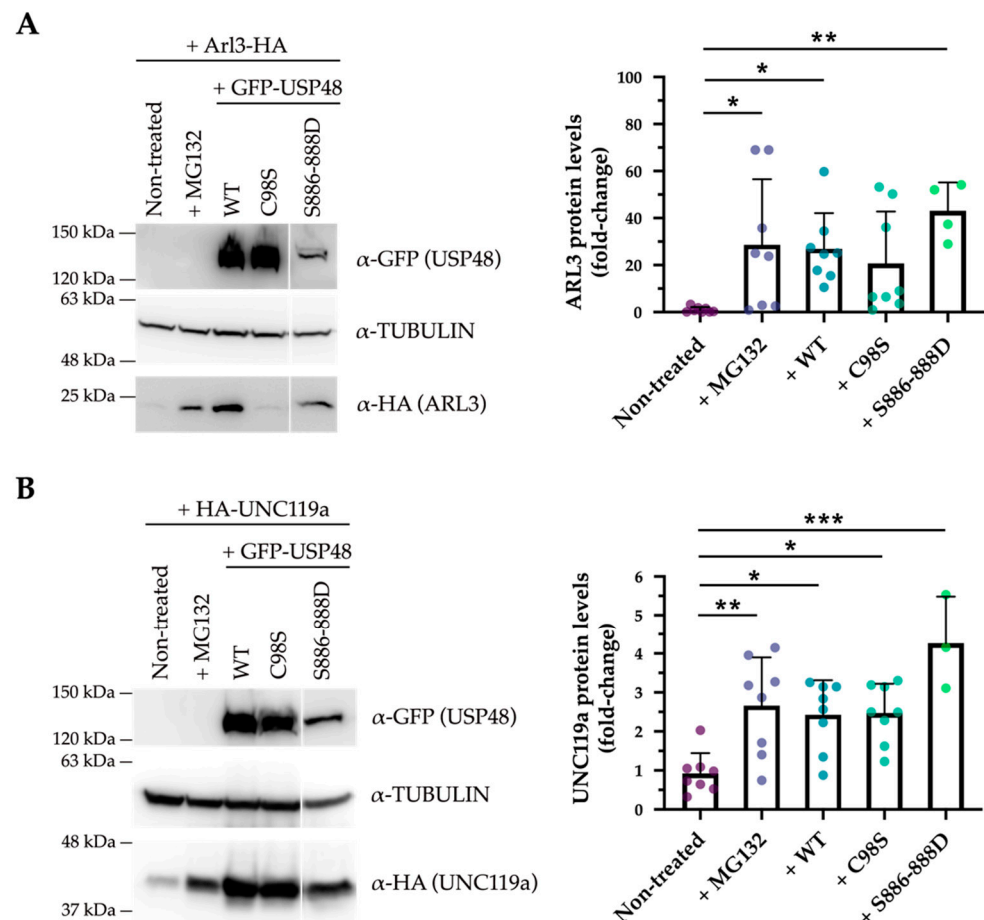 A
+ Arl3-HA
+ GFP-USP48
Non-treated
+ MG132
WT
C98S
S886-888D
150 kDa
120 kDa
α-GFP (USP48)
63 kDa
48 kDa
α-TUBULIN
25 kDa
α-HA (ARL3)
ARL3 protein levels
(fold-change)
100
80
60
40
20
0
**
*
*
Non-treated
+ MG132
+ WT
+ C98S
+ S886-888D
B
+ HA-UNC119a
+ GFP-USP48
Non-treated
+ MG132
WT
C98S
S886-888D
150 kDa
120 kDa
α-GFP (USP48)
63 kDa
α-TUBULIN
48 kDa
37 kDa
α-HA (UNC119a)
UNC119a protein levels
(fold-change)
6
5
4
3
2
1
0
***
*
*
**
Non-treated
+ MG132
+ WT
+ C98S
+ S886-888D